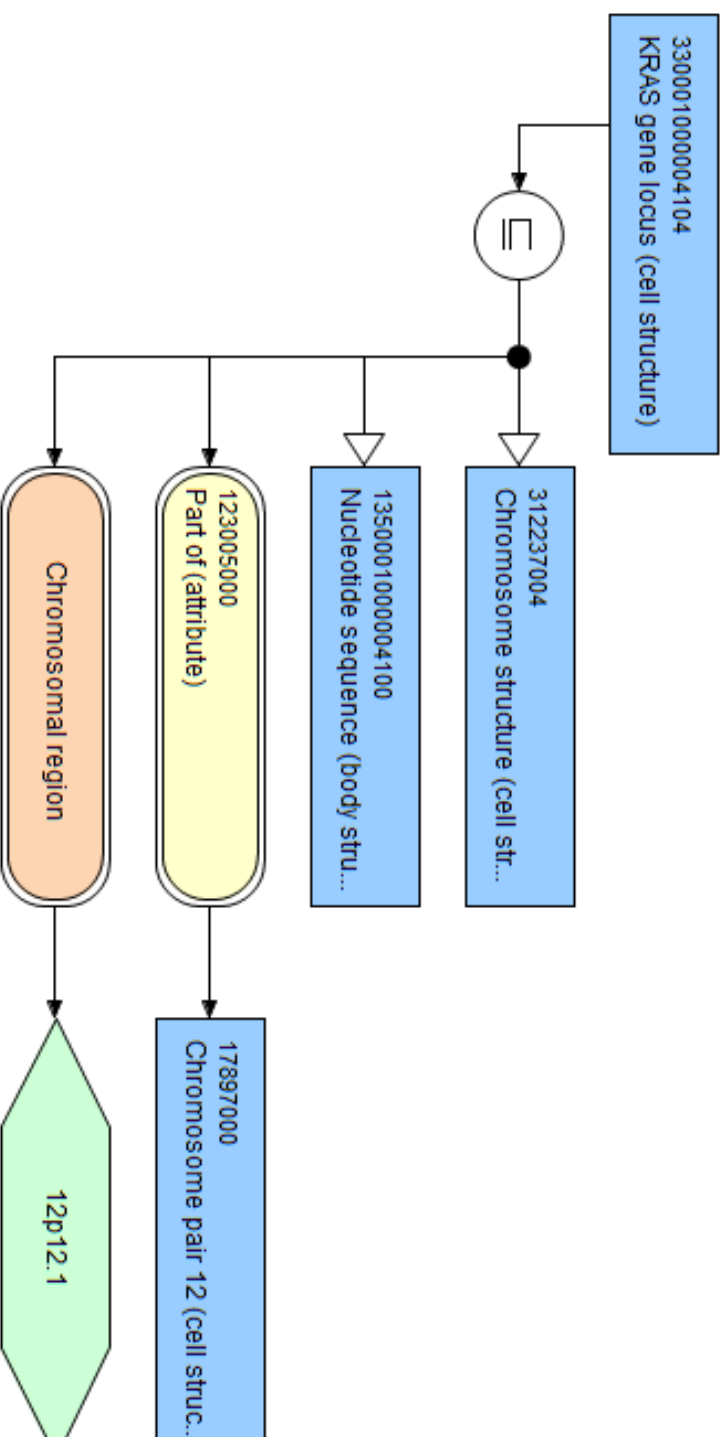 330001000004104
KRAS gene locus (cell structure)
⊑
312237004
Chromosome structure (cell str...
1350001000004100
Nucleotide sequence (body stru...
123005000
Part of (attribute)
17897000
Chromosome pair 12 (cell struc...
Chromosomal region
12p12.1